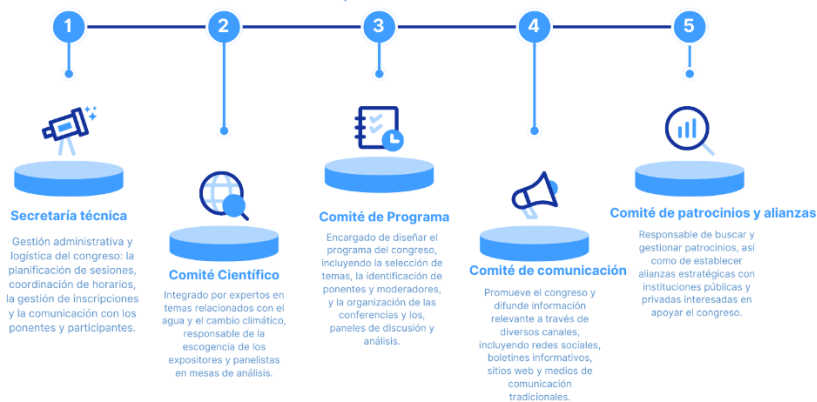 1
2
3
4
5
Secretaría técnica
Gestión administrativa y
logística del congreso: la
planificación de sesiones,
coordinación de horarios,
la gestión de inscripciones
y la comunicación con los
ponentes y participantes.
Comité Científico
Integrado por expertos en
temas relacionados con el
agua y el cambio climático,
responsable de la
escogencia de los
expositores y panelistas
en mesas de análisis.
Comité de Programa
Encargado de diseñar el
programa del congreso,
incluyendo la selección de
temas, la identificación de
ponentes y moderadores,
y la organización de las
conferencias y los,
paneles de discusión y
análisis.
Comité de comunicación
Promueve el congreso y
difunde información
relevante a través de
diversos canales,
incluyendo redes sociales,
boletines informativos,
sitios web y medios de
comunicación
tradicionales.
Comité de patrocinios y alianzas
Responsable de buscar y
gestionar patrocinios, así
como de establecer
alianzas estratégicas con
instituciones públicas y
privadas interesadas en
apoyar el congreso.